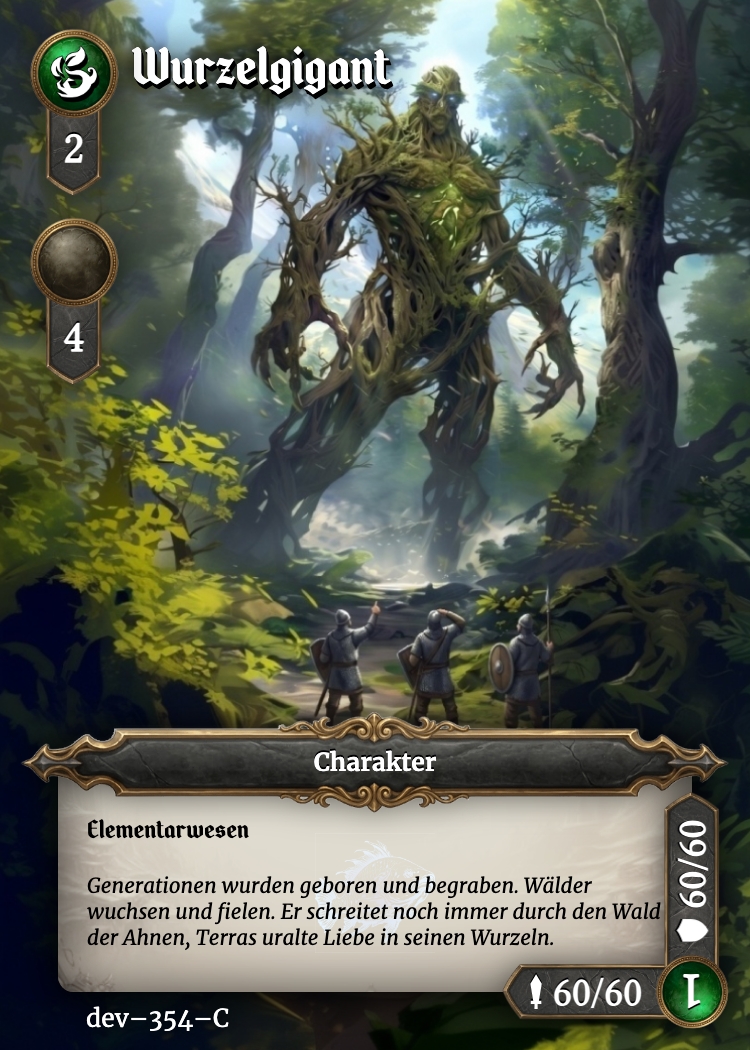 Wurzelgigant
2
4
Charakter
Elementarwesen
Generationen wurden geboren und begraben. Wälder
wuchsen und fielen. Er schreitet noch immer durch den Wald
der Ahnen, Terras uralte Liebe in seinen Wurzeln.
60/60
60/60
1
dev–354–C